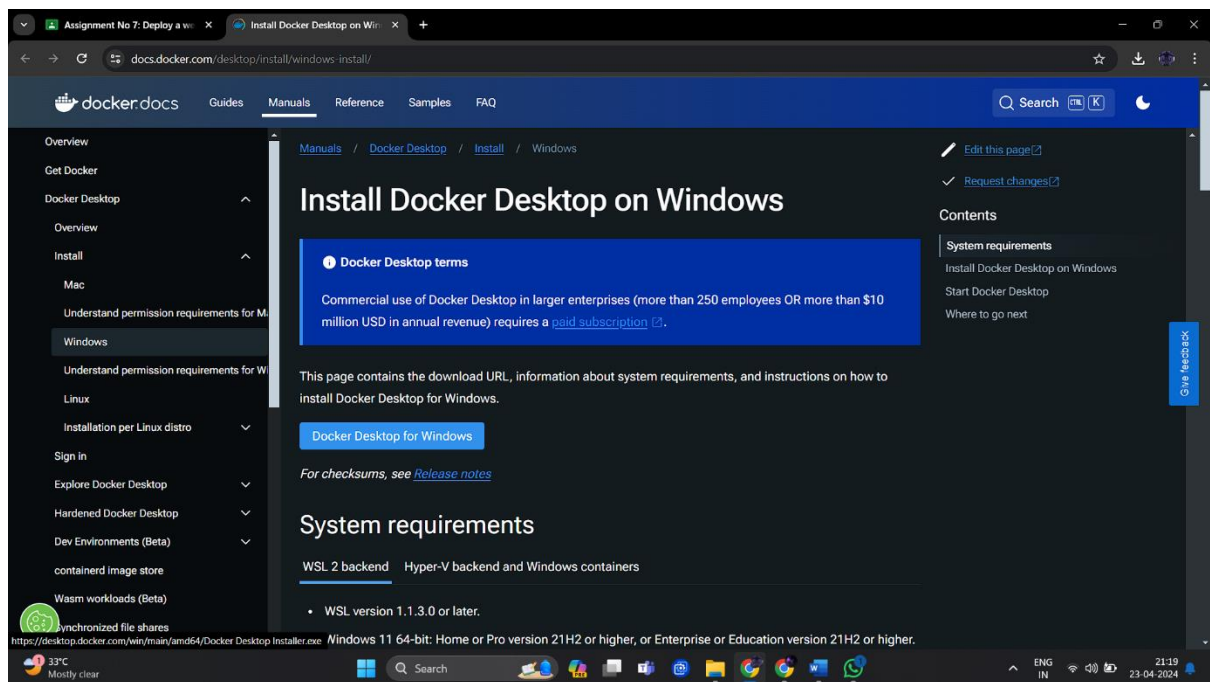 Assignment No 7: Deploy a we
Install Docker Desktop on Win
docs.docker.com/desktop/install/windows-install/
docker.docs Guides Manuals Reference Samples FAQ Search CTRL K
Overview
Get Docker
Docker Desktop
Overview
Install
Mac
Understand permission requirements for Ma
Windows
Understand permission requirements for Wi
Linux
Installation per Linux distro
Sign in
Explore Docker Desktop
Hardened Docker Desktop
Dev Environments (Beta)
containerd image store
Wasm workloads (Beta)
Synchronized file shares
https://desktop.docker.com/win/main/amd64/Docker Desktop Installer.exe
Manuals / Docker Desktop / Install / Windows
Install Docker Desktop on Windows
Docker Desktop terms
Commercial use of Docker Desktop in larger enterprises (more than 250 employees OR more than $10
million USD in annual revenue) requires a paid subscription.
This page contains the download URL, information about system requirements, and instructions on how to
install Docker Desktop for Windows.
Docker Desktop for Windows
For checksums, see Release notes
System requirements
WSL 2 backend Hyper-V backend and Windows containers
• WSL version 1.1.3.0 or later.
Windows 11 64-bit: Home or Pro version 21H2 or higher, or Enterprise or Education version 21H2 or higher.
Edit this page
Request changes
Contents
System requirements
Install Docker Desktop on Windows
Start Docker Desktop
Where to go next
Give feedback
1
33°C
Mostly clear
Search
PRE
ENG
IN
21:19
23-04-2024